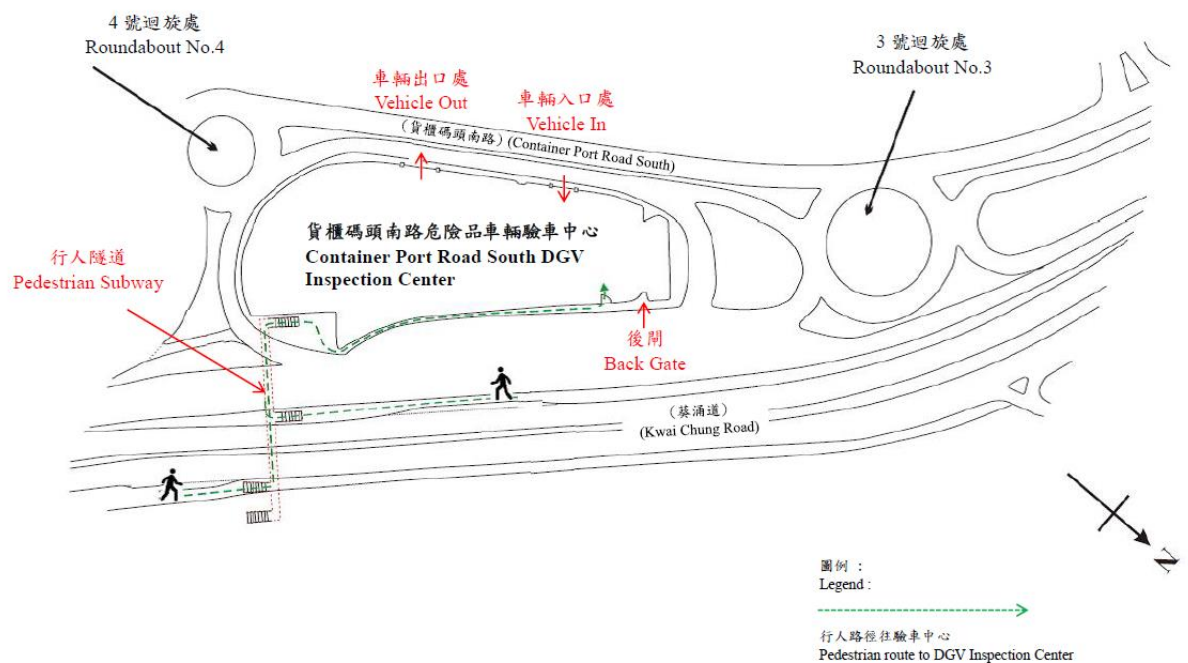 4 號迴旋處
Roundabout No.4
3 號迴旋處
Roundabout No.3
車輛出口處
Vehicle Out
車輛入口處
Vehicle In
(貨櫃碼頭南路) (Container Port Road South)
行人隧道
Pedestrian Subway
貨櫃碼頭南路危險品車輛驗車中心
Container Port Road South DGV
Inspection Center
後閘
Back Gate
(葵涌道)
(Kwai Chung Road)
N
圖例 :
Legend :
行人路徑往驗車中心
Pedestrian route to DGV Inspection Center